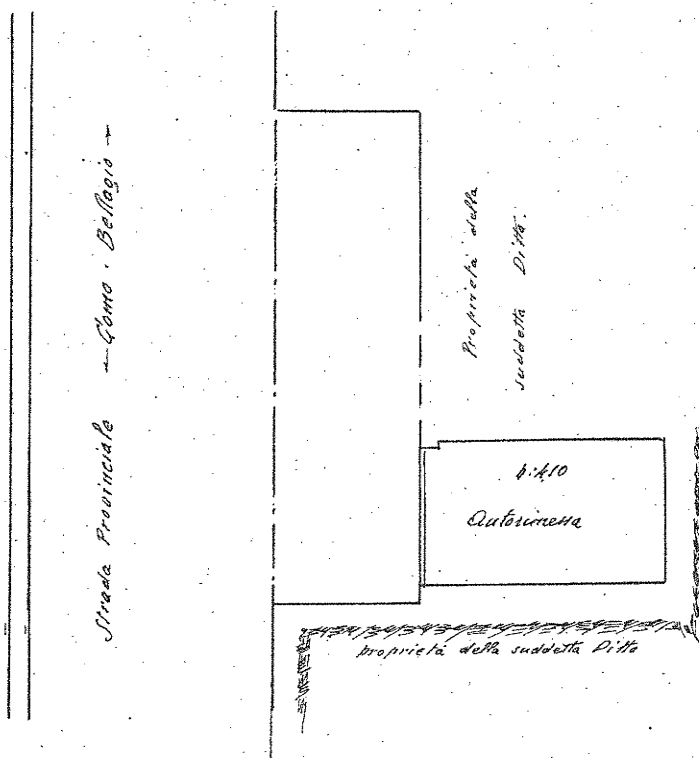 Strada Provinciale - Como - Bellagio -
Proprietà della
suddetta Ditta.
h: 4.10
Autorimessa
proprietà della suddetta Ditta